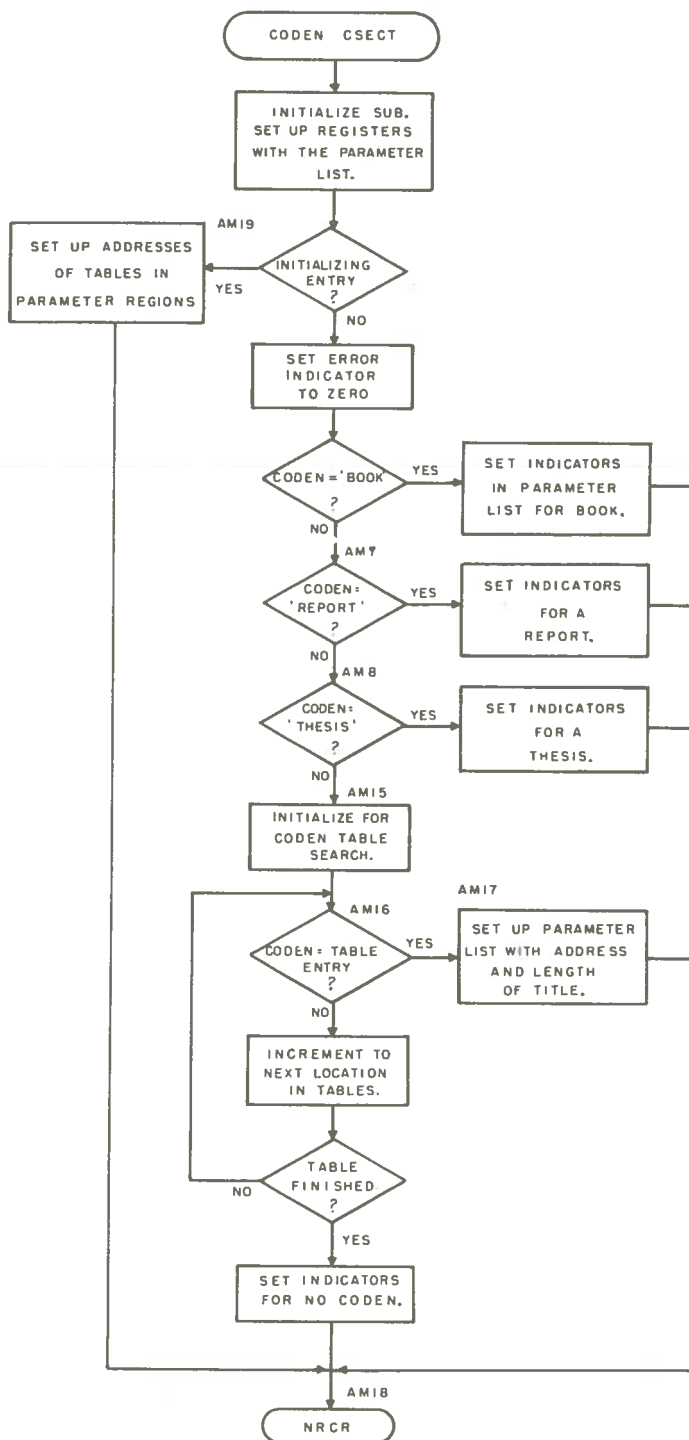 CODEN CSECT
INITIALIZE SUB.
SET UP REGISTERS
WITH THE PARAMETER
LIST.
AM19
SET UP ADDRESSES
OF TABLES IN
PARAMETER REGIONS
YES
INITIALIZING
ENTRY
?
NO
SET ERROR
INDICATOR
TO ZERO
CODEN='BOOK'
?
YES
SET INDICATORS
IN PARAMETER
LIST FOR BOOK.
NO
AM9
CODEN=
'REPORT'
?
YES
SET INDICATORS
FOR A
REPORT.
NO
AM8
CODEN=
'THESIS'
?
YES
SET INDICATORS
FOR A
THESIS.
NO
AM15
INITIALIZE FOR
CODEN TABLE
SEARCH.
AM16
CODEN=TABLE
ENTRY
?
YES
AM17
SET UP PARAMETER
LIST WITH ADDRESS
AND LENGTH
OF TITLE.
NO
INCREMENT TO
NEXT LOCATION
IN TABLES.
TABLE
FINISHED
?
NO
YES
SET INDICATORS
FOR NO CODEN.
AM18
NRCR